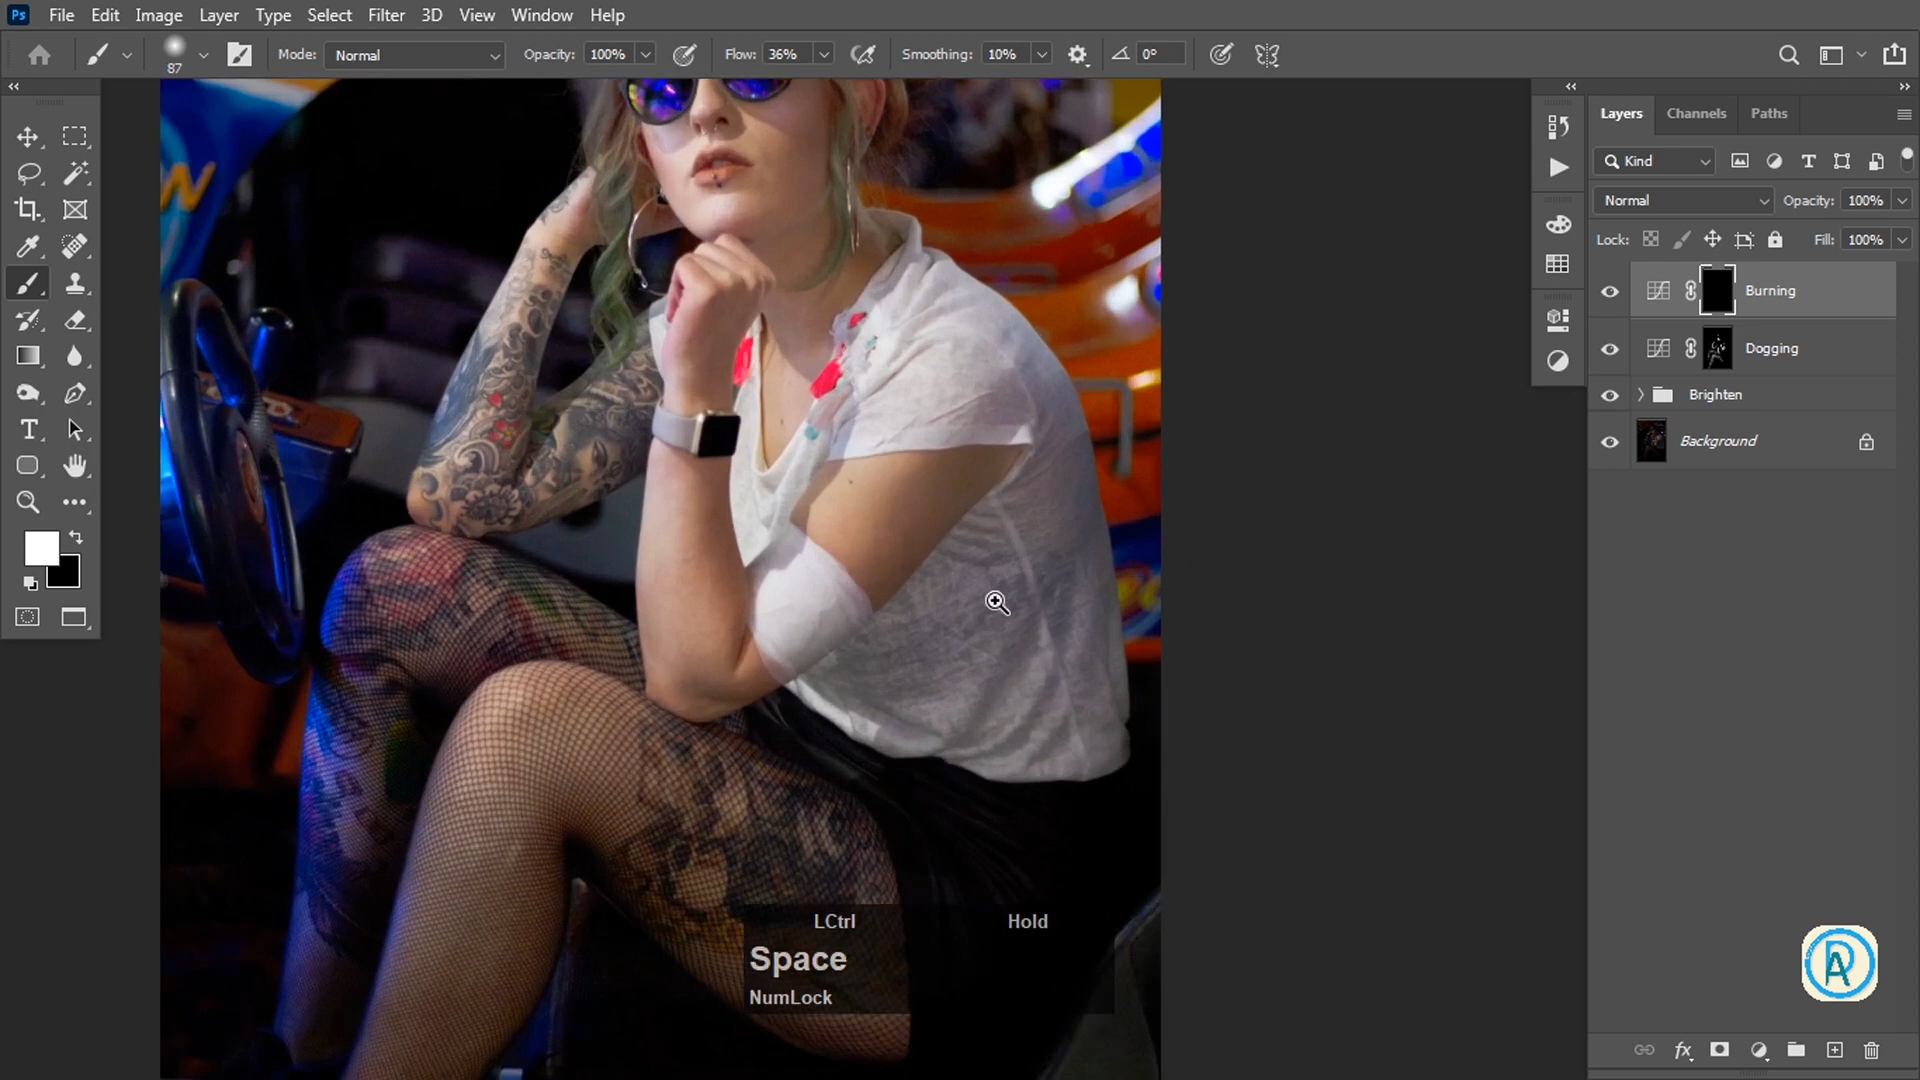 Ps File Edit Image Layer Type Select Filter 3D View Window Help
87 Mode: Normal Opacity: 100% Flow: 36% Smoothing: 10% 0°
Layers Channels Paths
Kind
Normal Opacity: 100%
Lock: Fill: 100%
Burning
Dogging
Brighten
Background
LCtrl Hold
Space
NumLock